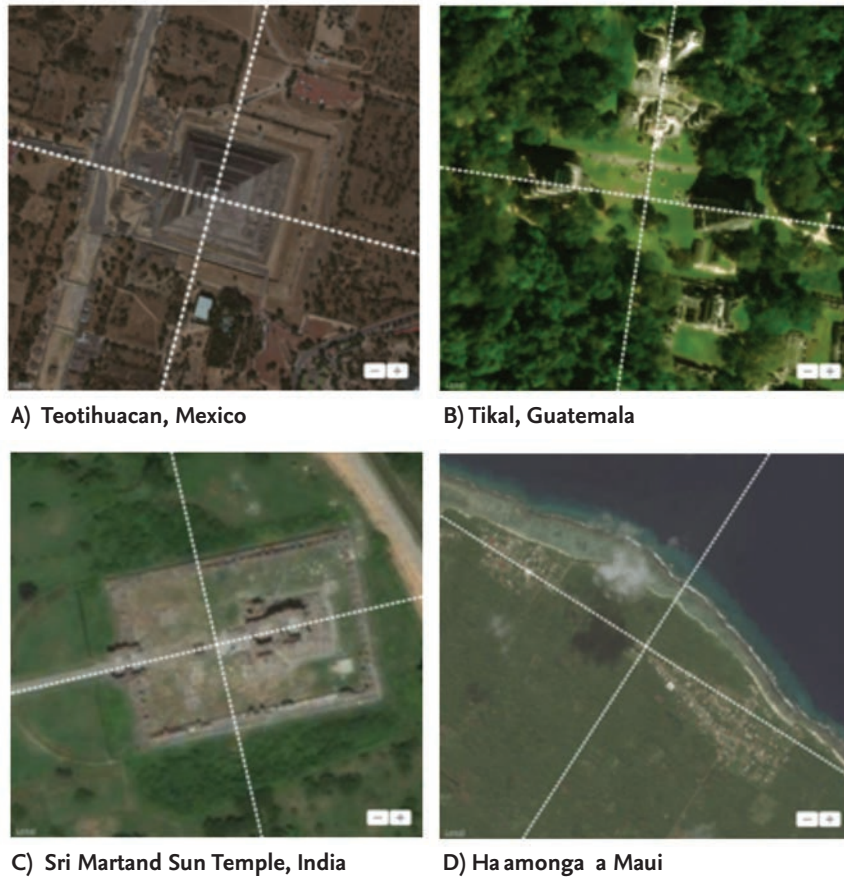 A) Teotihuacan, Mexico
B) Tikal, Guatemala
C) Sri Martand Sun Temple, India
D) Ha amonga a Maui